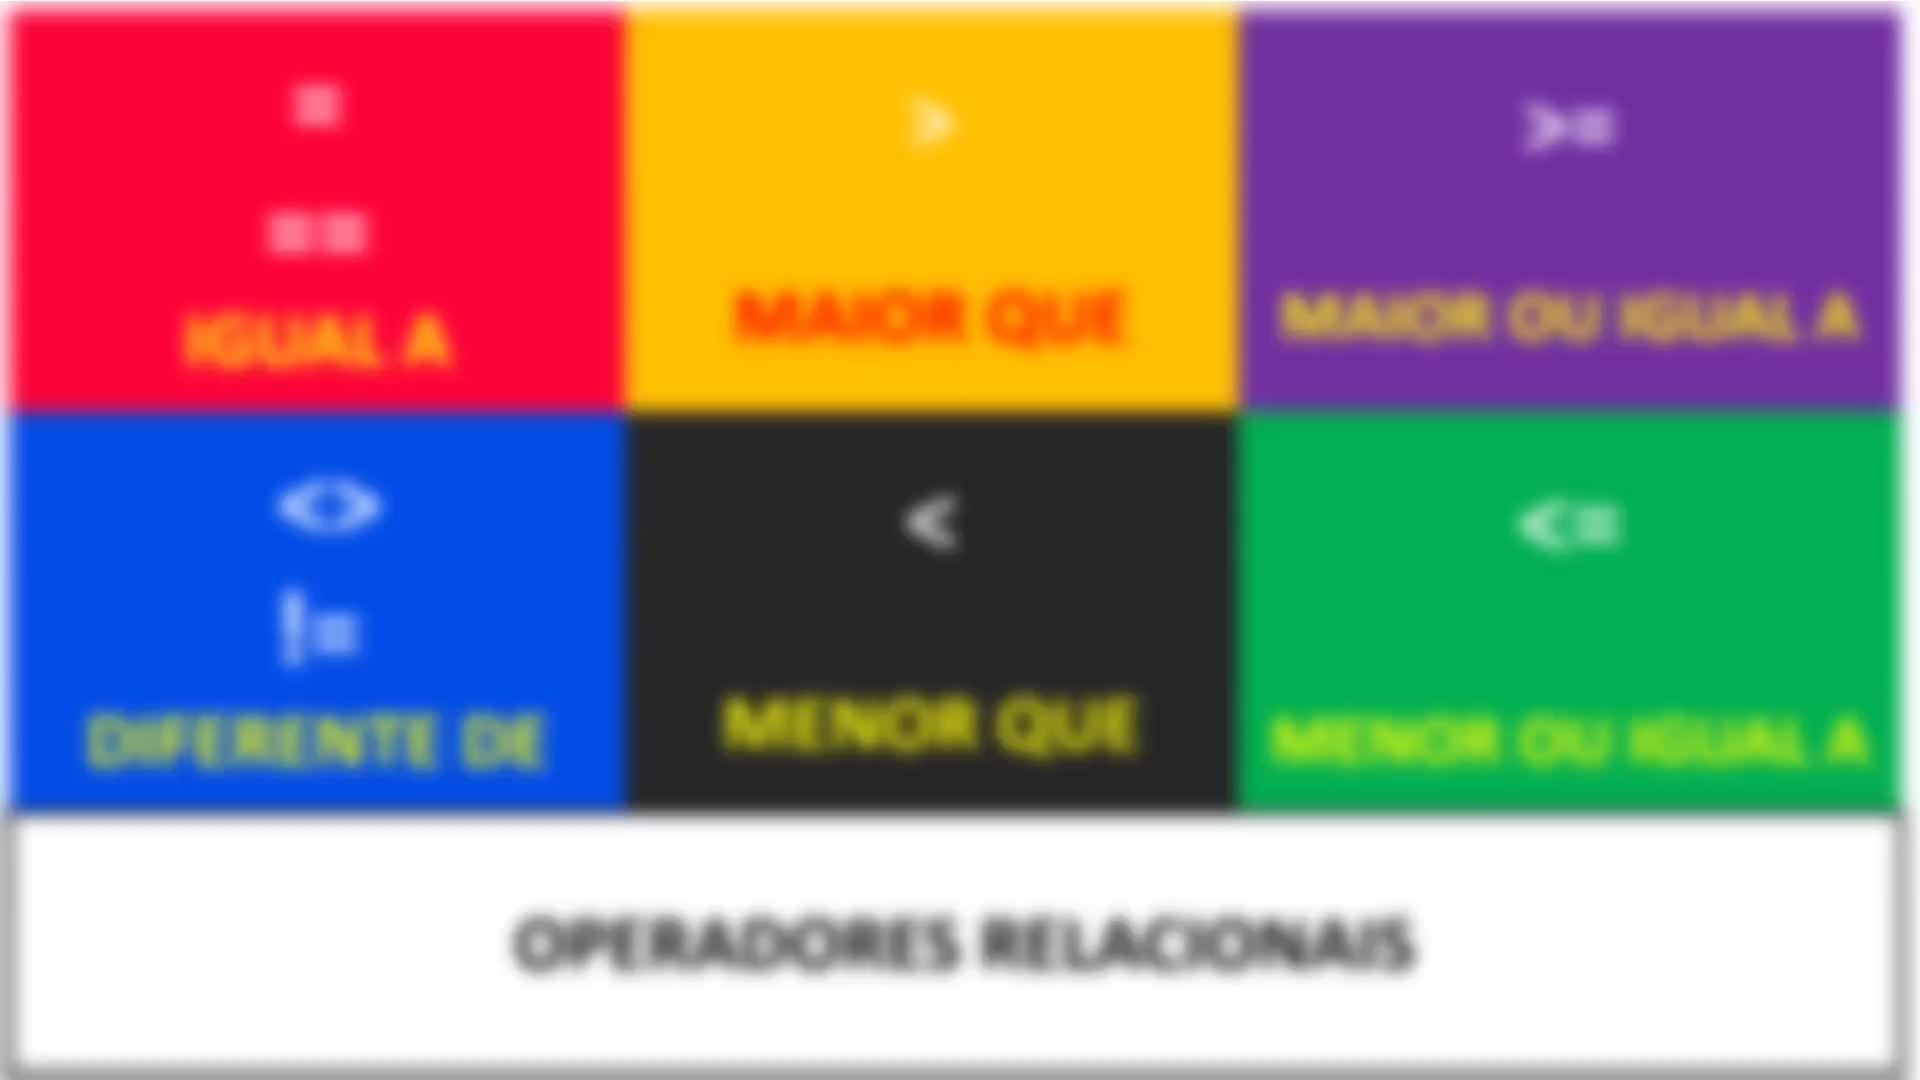 =
==
IGUAL A
>
MAIOR QUE
>=
MAIOR OU IGUAL A
<>
!=
DIFERENTE DE
<
MENOR QUE
<=
MENOR OU IGUAL A
OPERADORES RELACIONAIS